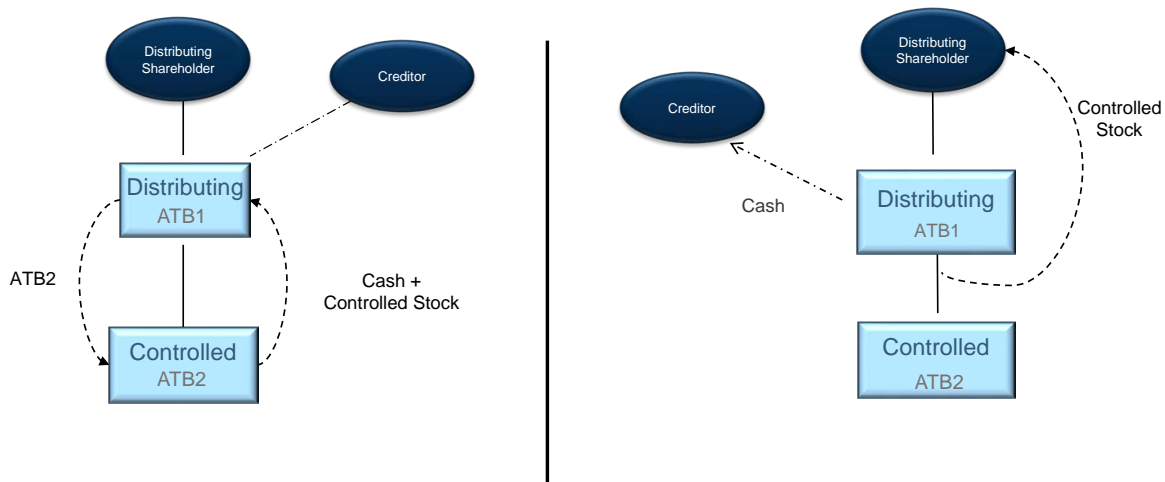 Distributing
Shareholder
Creditor
Distributing
ATB1
ATB2
Cash +
Controlled Stock
Controlled
ATB2
Distributing
Shareholder
Creditor
Controlled
Stock
Cash
Distributing
ATB1
Controlled
ATB2